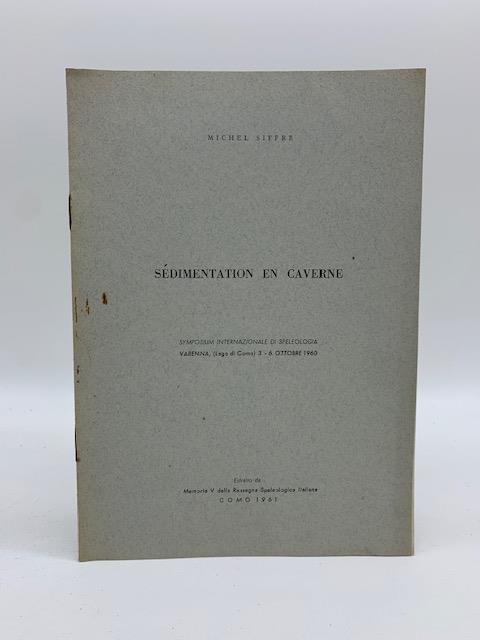 MICHEL SIFFRE
SÉDIMENTATION EN CAVERNE
SYMPOSIUM INTERNAZIONALE DI SPELEOLOGIA
VARENNA, (Lago di Como) 3 - 6 OTTOBRE 1960
Estratto da
Memoria V della Rassegna Speleologica Italiana
COMO 1961